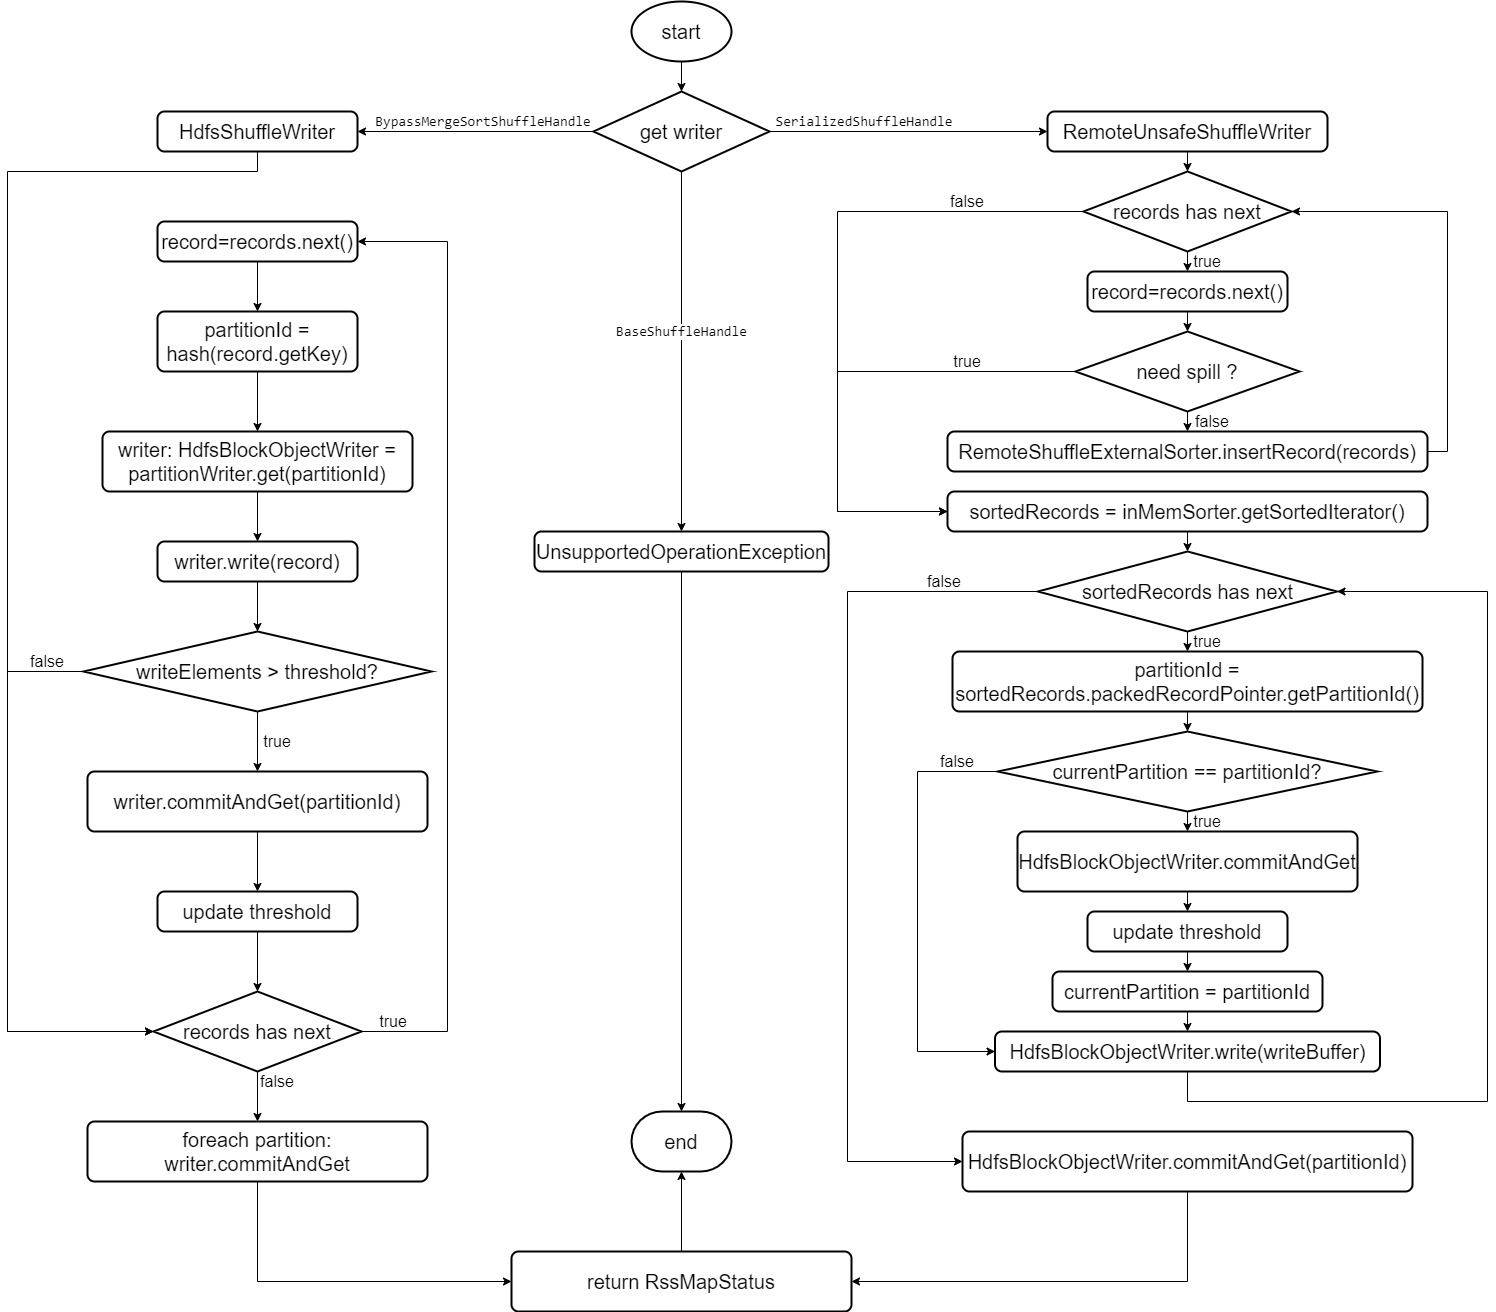 start
get writer
BypassMergeSortShuffleHandle
SerializedShuffleHandle
BaseShuffleHandle
HdfsShuffleWriter
record=records.next()
partitionId =
hash(record.getKey)
writer: HdfsBlockObjectWriter =
partitionWriter.get(partitionId)
writer.write(record)
writeElements > threshold?
false
true
writer.commitAndGet(partitionId)
update threshold
records has next
true
false
foreach partition:
writer.commitAndGet
UnsupportedOperationException
end
return RssMapStatus
RemoteUnsafeShuffleWriter
records has next
false
true
record=records.next()
need spill ?
true
false
RemoteShuffleExternalSorter.insertRecord(records)
sortedRecords = inMemSorter.getSortedIterator()
sortedRecords has next
false
true
partitionId =
sortedRecords.packedRecordPointer.getPartitionId()
currentPartition == partitionId?
false
true
HdfsBlockObjectWriter.commitAndGet
update threshold
currentPartition = partitionId
HdfsBlockObjectWriter.write(writeBuffer)
HdfsBlockObjectWriter.commitAndGet(partitionId)